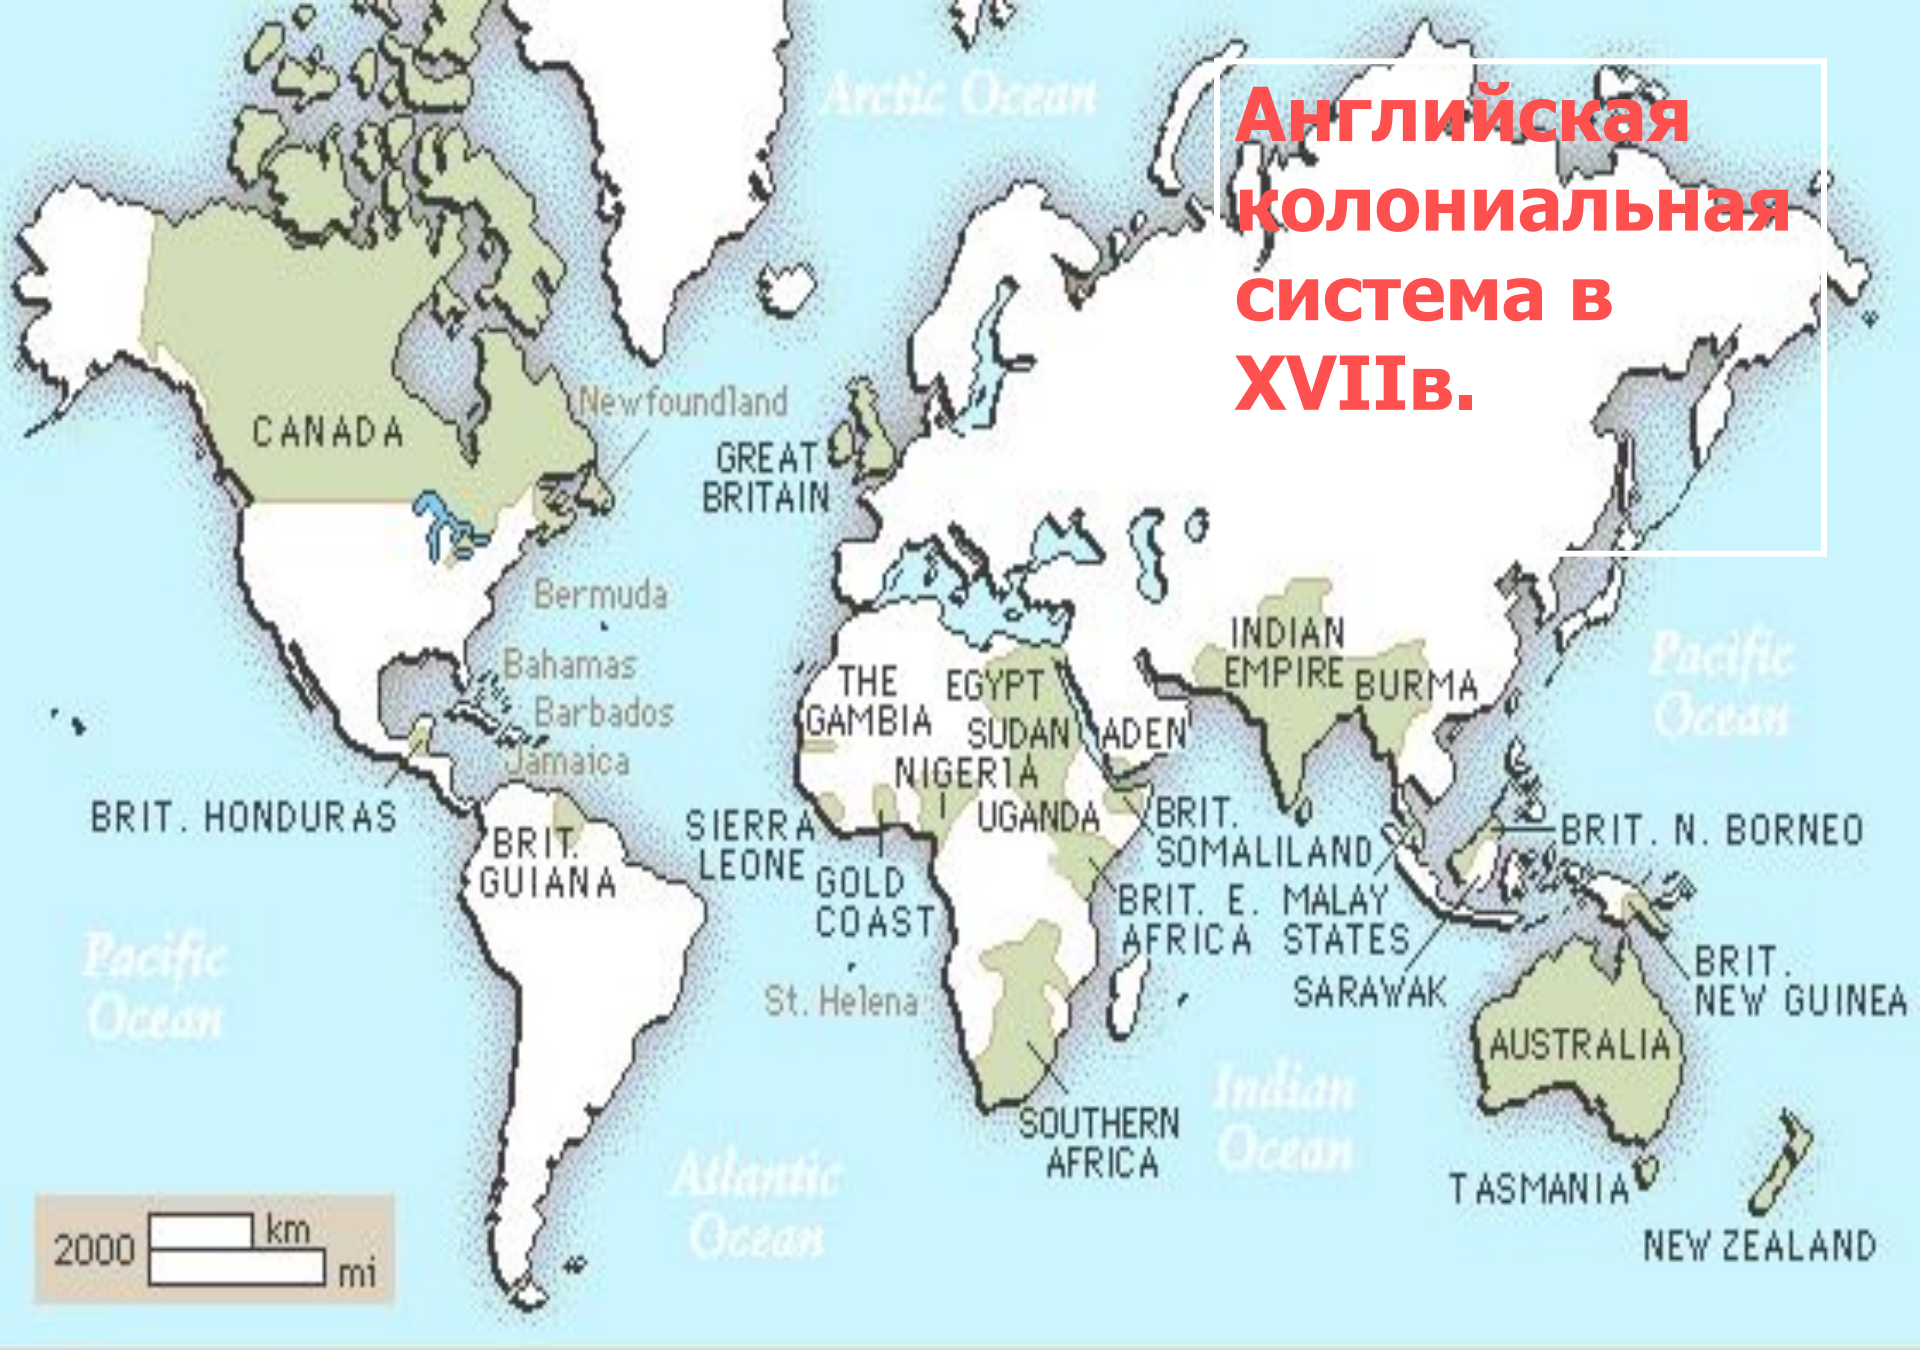 Arctic Ocean
Английская
колониальная
система в
XVIIв.
CANADA
Newfoundland
GREAT
BRITAIN
Bermuda
Bahamas
Barbados
Jamaica
BRIT. HONDURAS
BRIT.
GUIANA
THE
GAMBIA
EGYPT
SUDAN
ADEN
NIGERIA
UGANDA
INDIAN
EMPIRE
BURMA
Pacific
Ocean
SIERRA
LEONE
GOLD
COAST
BRIT.
SOMALILAND
BRIT. E.
AFRICA
MALAY
STATES
SARAWAK
BRIT. N. BORNEO
BRIT.
NEW GUINEA
Pacific
Ocean
St. Helena
AUSTRALIA
Indian
Ocean
SOUTHERN
AFRICA
Atlantic
Ocean
TASMANIA
NEW ZEALAND
2000
km
mi